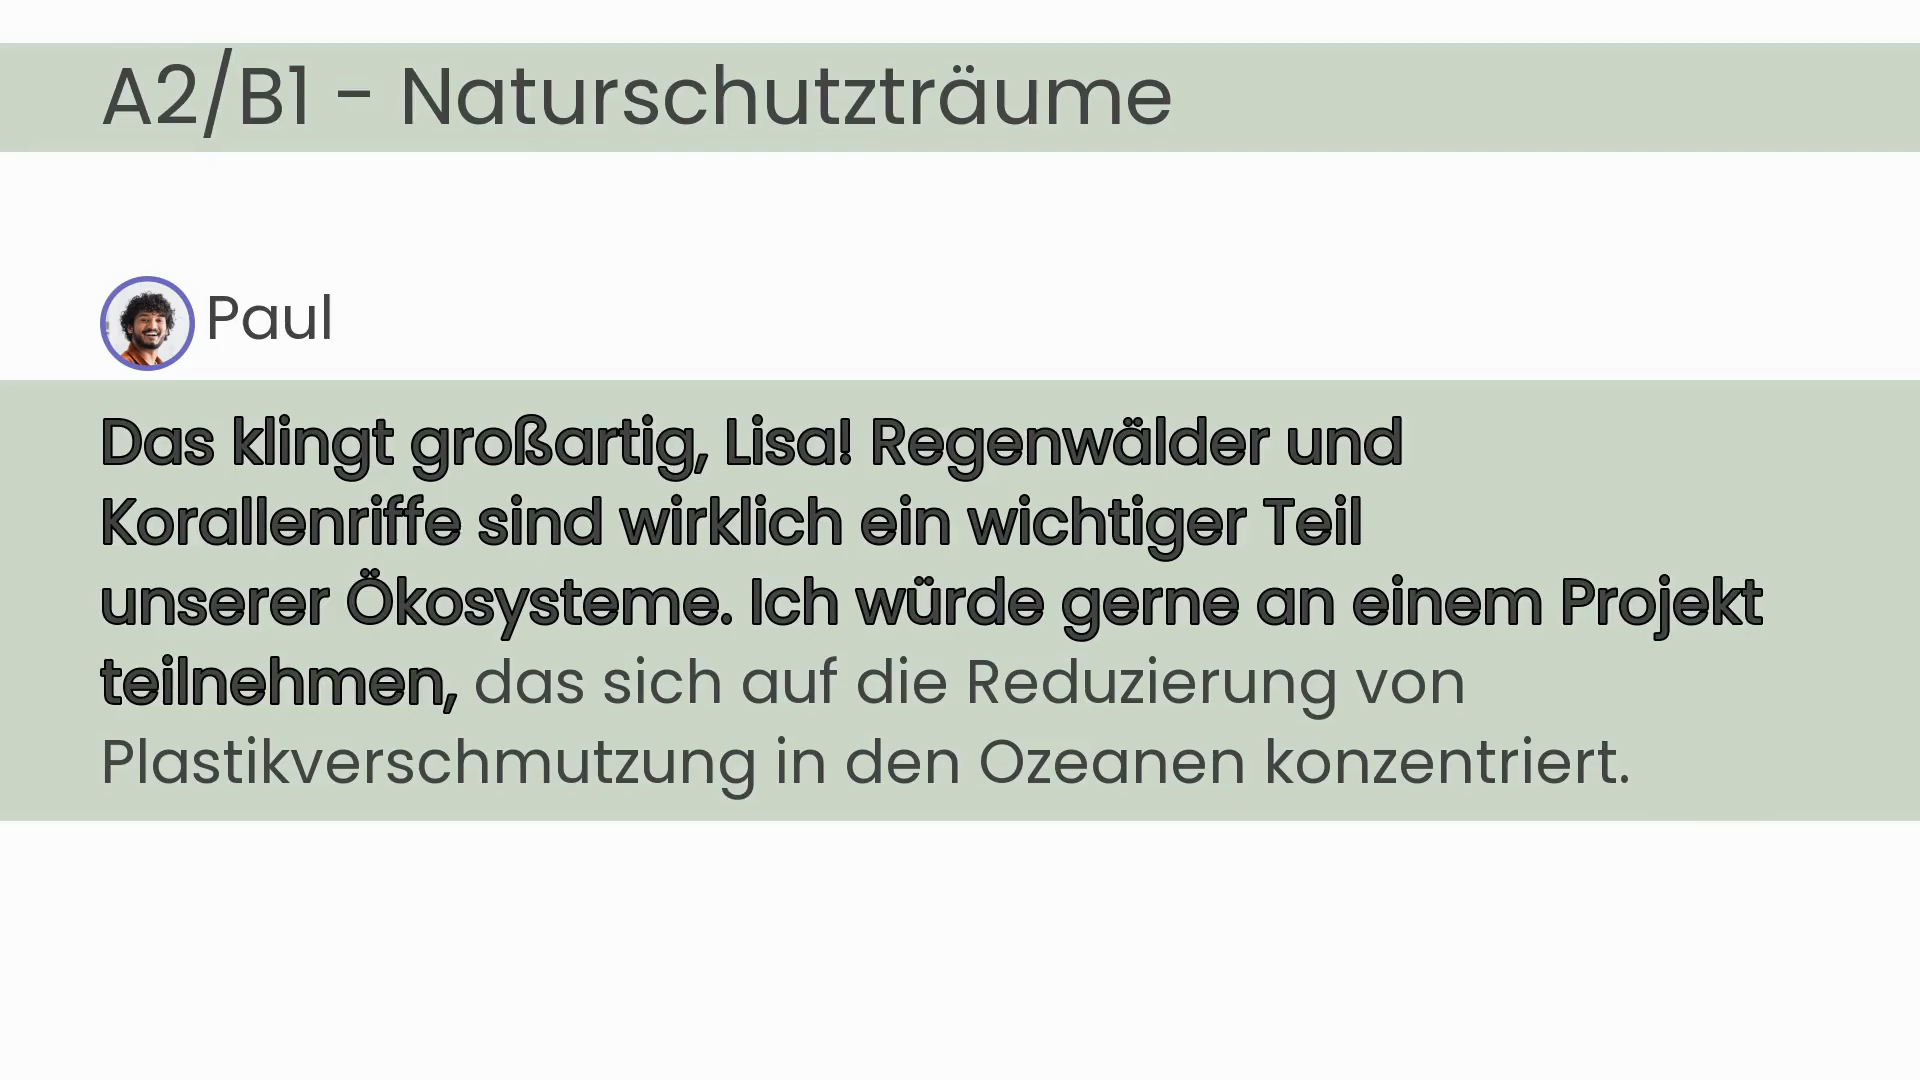 A2/B1 - Naturschutzträume
Paul
Das klingt großartig, Lisa! Regenwälder und
Korallenriffe sind wirklich ein wichtiger Teil
unserer Ökosysteme. Ich würde gerne an einem Projekt
teilnehmen, das sich auf die Reduzierung von
Plastikverschmutzung in den Ozeanen konzentriert.